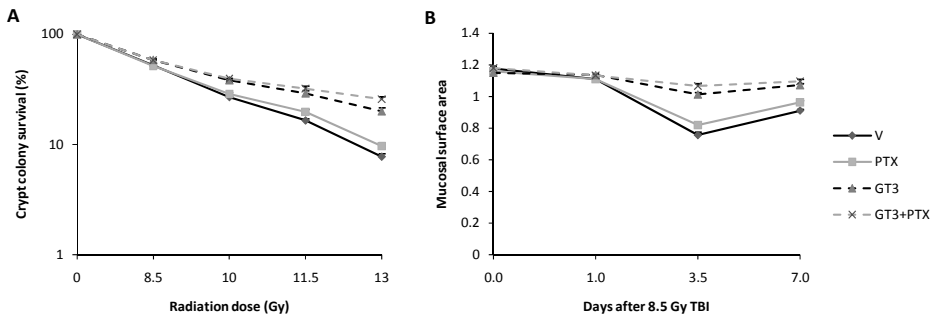 A
Crypt colony survival (%)
100
10
1
0 8.5 10 11.5 13
Radiation dose (Gy)
B
Mucosal surface area
1.4
1.2
1
0.8
0.6
0.4
0.2
0
0.0 1.0 3.5 7.0
Days after 8.5 Gy TBI
V
PTX
GT3
GT3+PTX